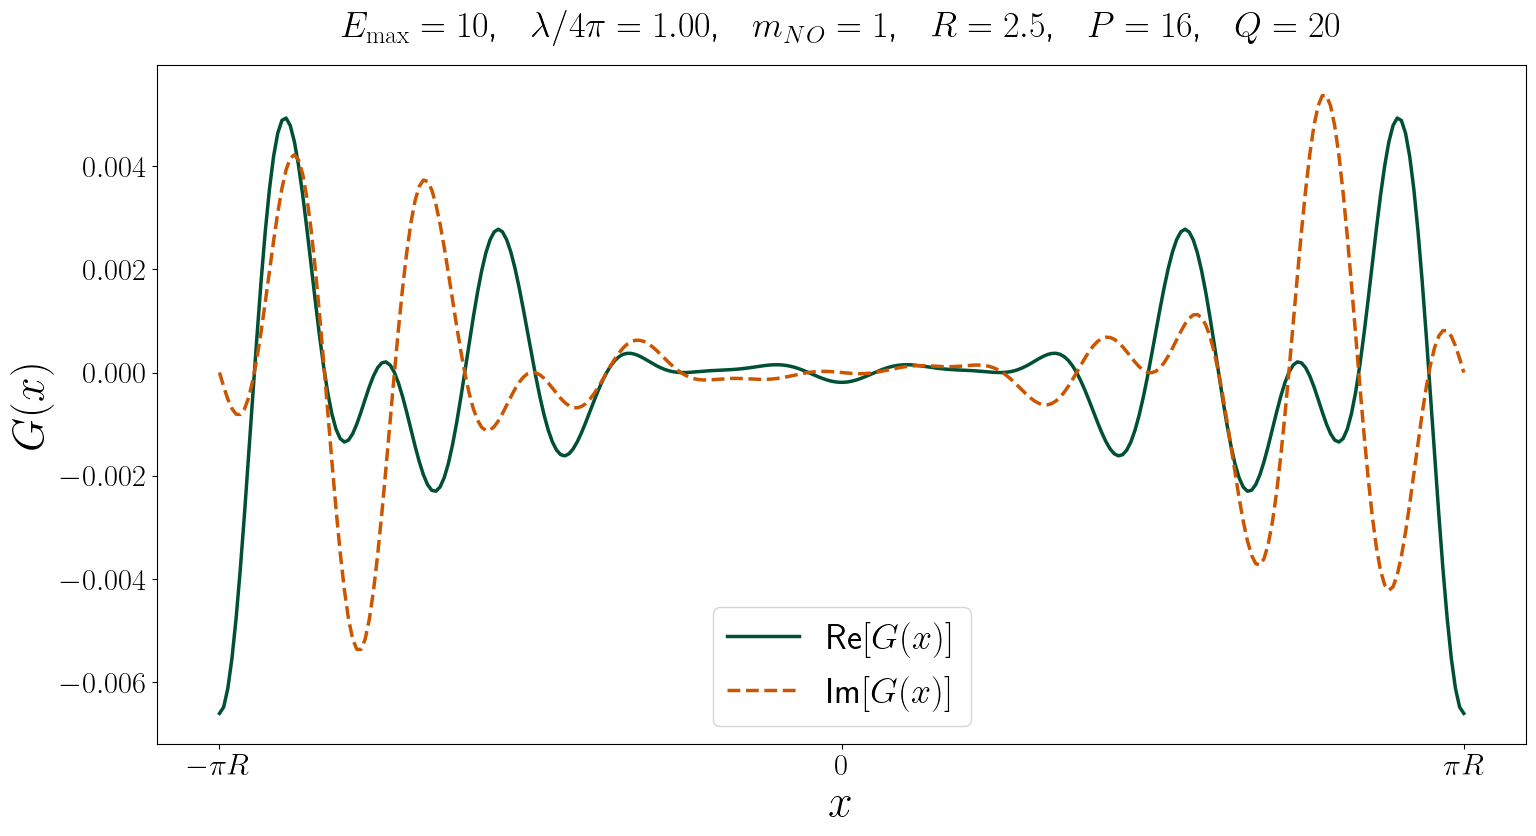 E_max = 10, λ/4π = 1.00, m_NO = 1, R = 2.5, P = 16, Q = 20
G(x)
0.004
0.002
0.000
−0.002
−0.004
−0.006
Re[G(x)]
Im[G(x)]
−πR 0 πR
x